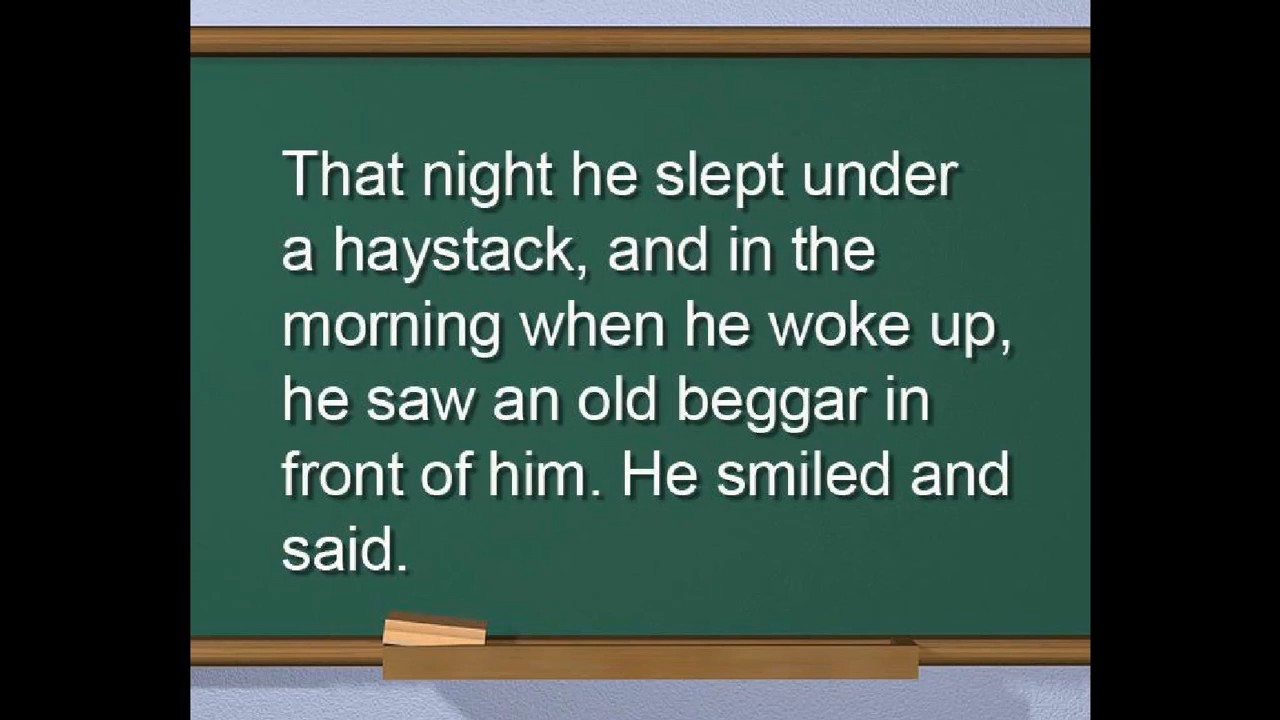 That night he slept under
a haystack, and in the
morning when he woke up,
he saw an old beggar in
front of him. He smiled and
said.